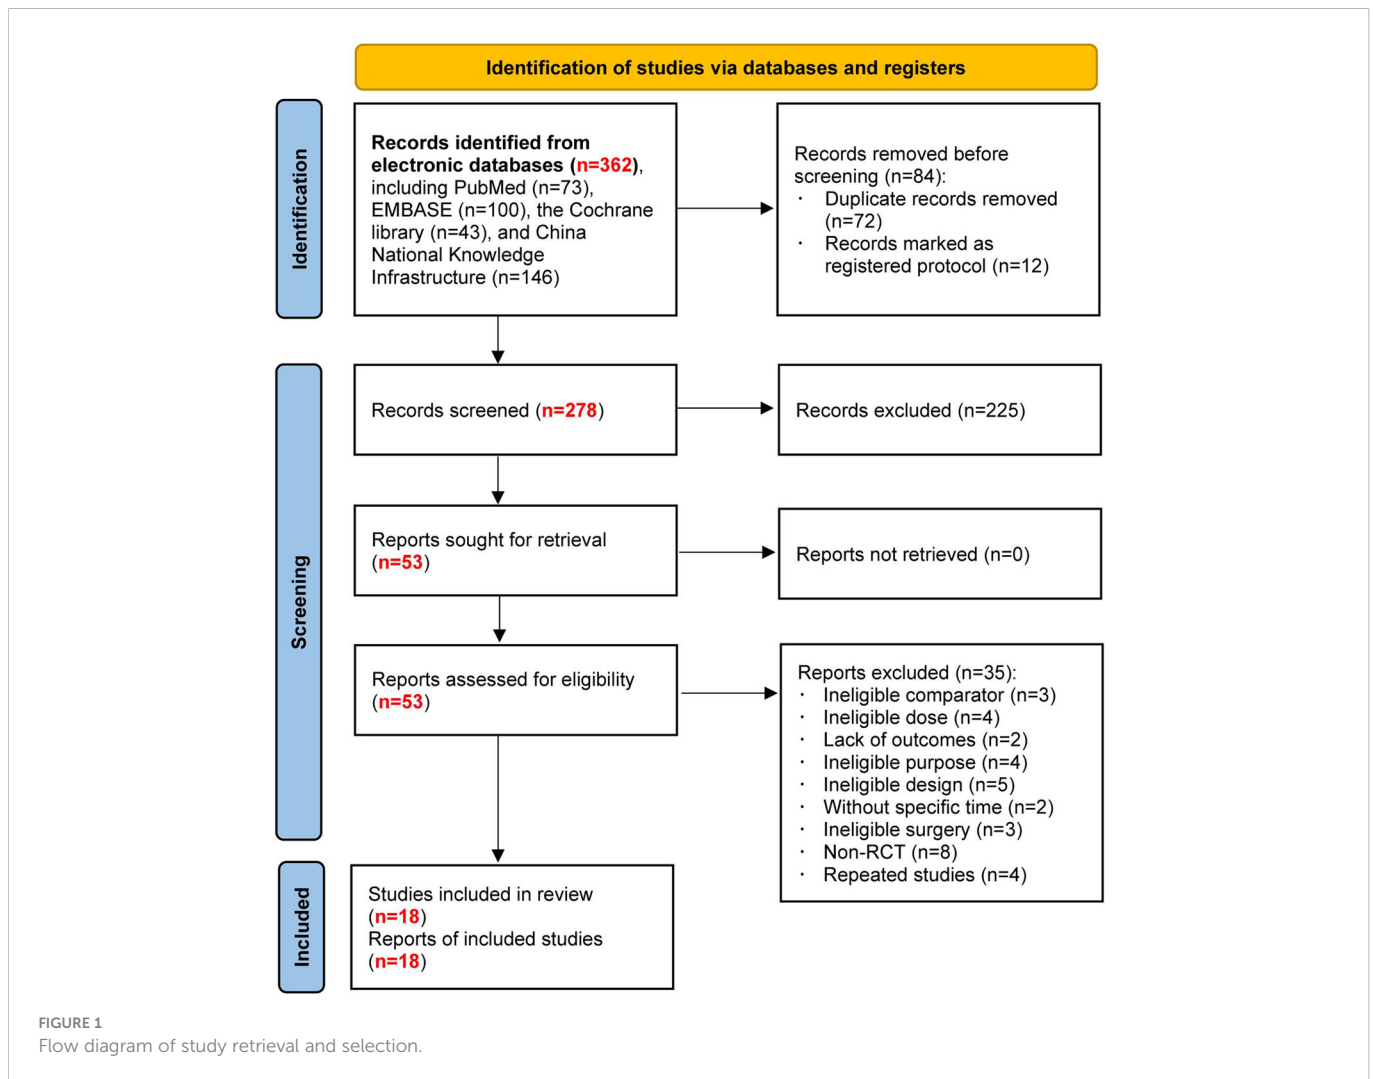 Identification of studies via databases and registers
Identification
Records identified from
electronic databases (n=362),
including PubMed (n=73),
EMBASE (n=100), the Cochrane
library (n=43), and China
National Knowledge
Infrastructure (n=146)
Records removed before
screening (n=84):
· Duplicate records removed
(n=72)
· Records marked as
registered protocol (n=12)
Screening
Records screened (n=278)
Records excluded (n=225)
Reports sought for retrieval
(n=53)
Reports not retrieved (n=0)
Reports assessed for eligibility
(n=53)
Reports excluded (n=35):
· Ineligible comparator (n=3)
· Ineligible dose (n=4)
· Lack of outcomes (n=2)
· Ineligible purpose (n=4)
· Ineligible design (n=5)
· Without specific time (n=2)
· Ineligible surgery (n=3)
· Non-RCT (n=8)
· Repeated studies (n=4)
Included
Studies included in review
(n=18)
Reports of included studies
(n=18)
FIGURE 1
Flow diagram of study retrieval and selection.